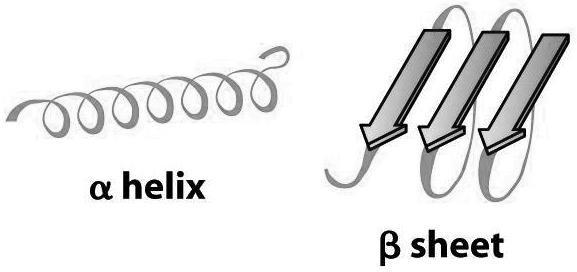 α helix
β sheet